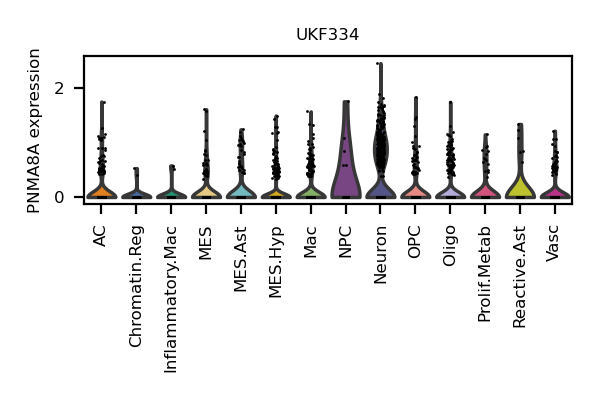 UKF334
PNMA8A expression
2
0
AC
Chromatin.Reg
Inflammatory.Mac
MES
MES.Ast
MES.Hyp
Mac
NPC
Neuron
OPC
Oligo
Prolif.Metab
Reactive.Ast
Vasc